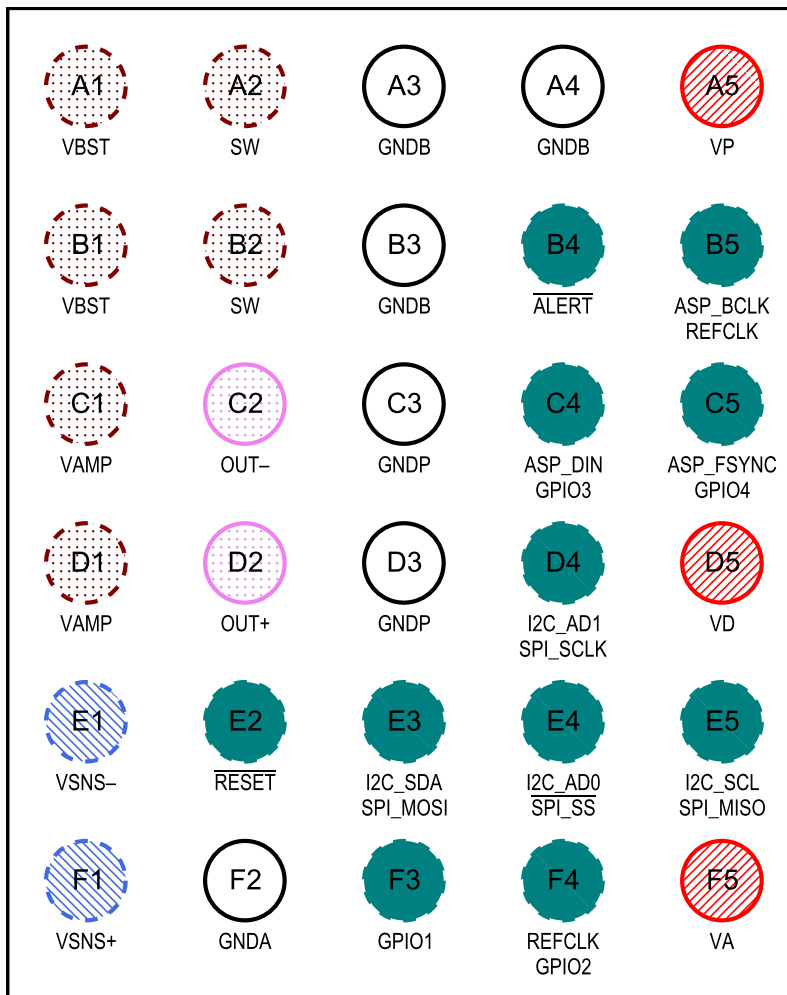 A1 A2 A3 A4 A5
VBST SW GNDB GNDB VP
B1 B2 B3 B4 B5
VBST SW GNDB ALERT ASP_BCLK
REFCLK
C1 C2 C3 C4 C5
VAMP OUT– GNDP ASP_DIN ASP_FSYNC
GPIO3 GPIO4
D1 D2 D3 D4 D5
VAMP OUT+ GNDP I2C_AD1 VD
SPI_SCLK
E1 E2 E3 E4 E5
VSNS– RESET I2C_SDA I2C_AD0 I2C_SCL
SPI_MOSI SPI_SS SPI_MISO
F1 F2 F3 F4 F5
VSNS+ GNDA GPIO1 REFCLK VA
GPIO2